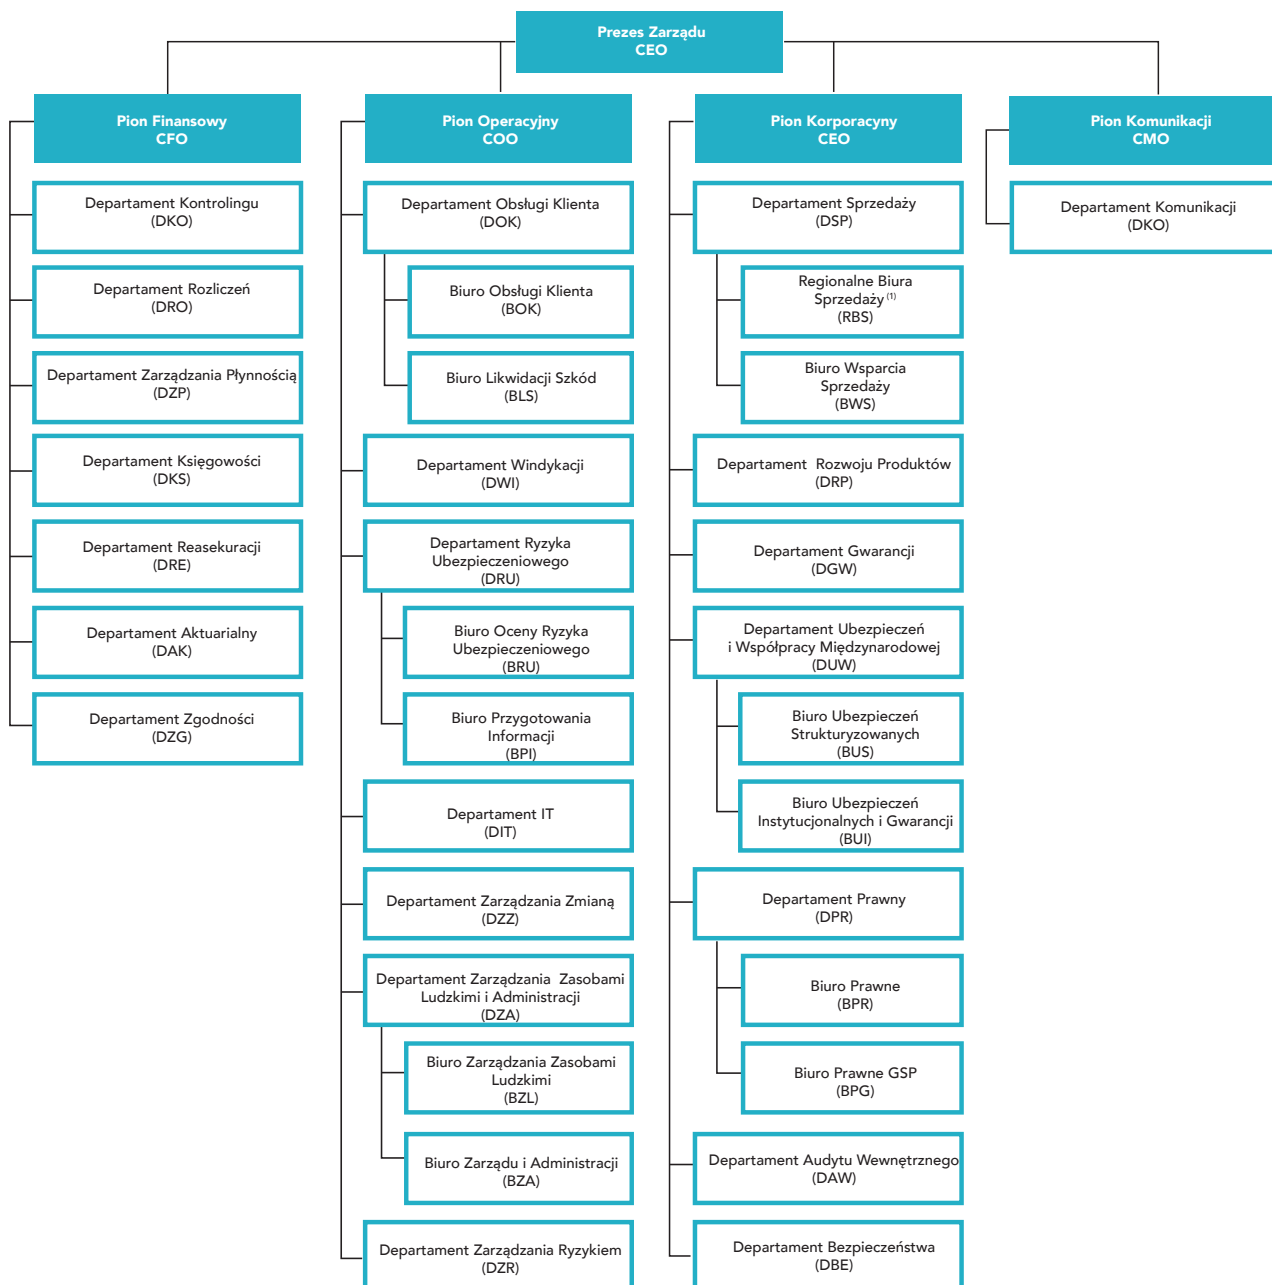 Prezes Zarządu
CEO
Pion Finansowy
CFO
Departament Kontrolingu
(DKO)
Departament Rozliczeń
(DRO)
Departament Zarządzania Płynnością
(DZP)
Departament Księgowości
(DKS)
Departament Reasekuracji
(DRE)
Departament Aktuarialny
(DAK)
Departament Zgodności
(DZG)
Pion Operacyjny
COO
Departament Obsługi Klienta
(DOK)
Biuro Obsługi Klienta
(BOK)
Biuro Likwidacji Szkód
(BLS)
Departament Windykacji
(DWI)
Departament Ryzyka
Ubezpieczeniowego
(DRU)
Biuro Oceny Ryzyka
Ubezpieczeniowego
(BRU)
Biuro Przygotowania
Informacji
(BPI)
Departament IT
(DIT)
Departament Zarządzania Zmianą
(DZZ)
Departament Zarządzania Zasobami
Ludzkimi i Administracji
(DZA)
Biuro Zarządzania Zasobami
Ludzkimi
(BZL)
Biuro Zarządu i Administracji
(BZA)
Departament Zarządzania Ryzykiem
(DZR)
Pion Korporacyny
CEO
Departament Sprzedaży
(DSP)
Regionalne Biura
Sprzedaży (1)
(RBS)
Biuro Wsparcia
Sprzedaży
(BWS)
Departament Rozwoju Produktów
(DRP)
Departament Gwarancji
(DGW)
Departament Ubezpieczeń
i Współpracy Międzynarodowej
(DUW)
Biuro Ubezpieczeń
Strukturyzowanych
(BUS)
Biuro Ubezpieczeń
Instytucjonalnych i Gwarancji
(BUI)
Departament Prawny
(DPR)
Biuro Prawne
(BPR)
Biuro Prawne GSP
(BPG)
Departament Audytu Wewnętrznego
(DAW)
Departament Bezpieczeństwa
(DBE)
Pion Komunikacji
CMO
Departament Komunikacji
(DKO)